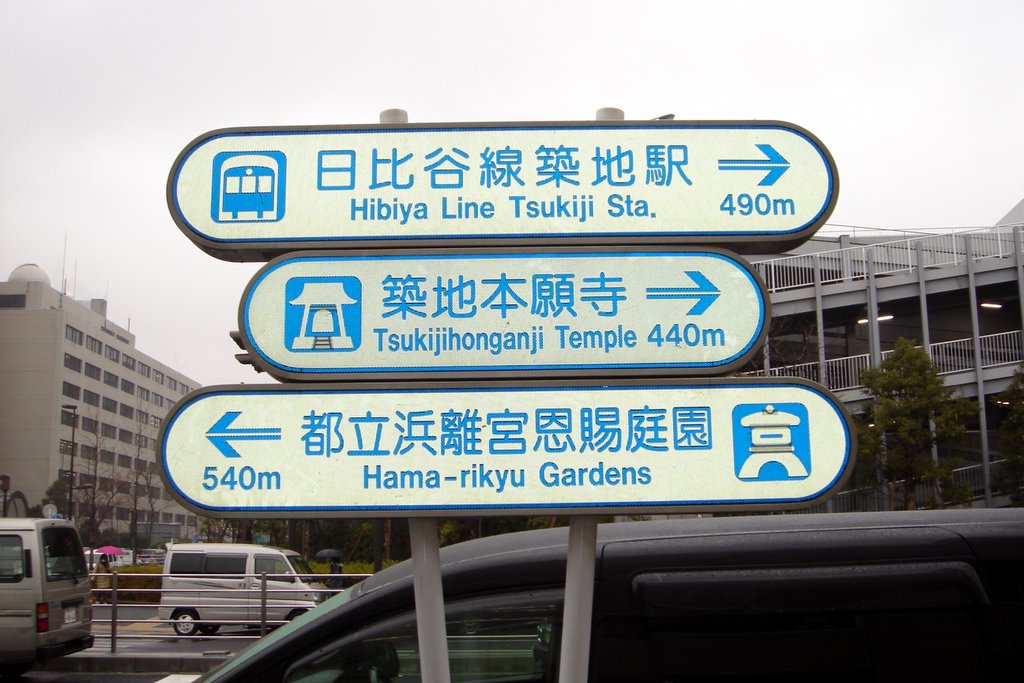 日比谷線築地駅
Hibiya Line Tsukiji Sta.
490m
築地本願寺
Tsukijihonganji Temple 440m
都立浜離宮恩賜庭園
540m
Hama-rikyu Gardens